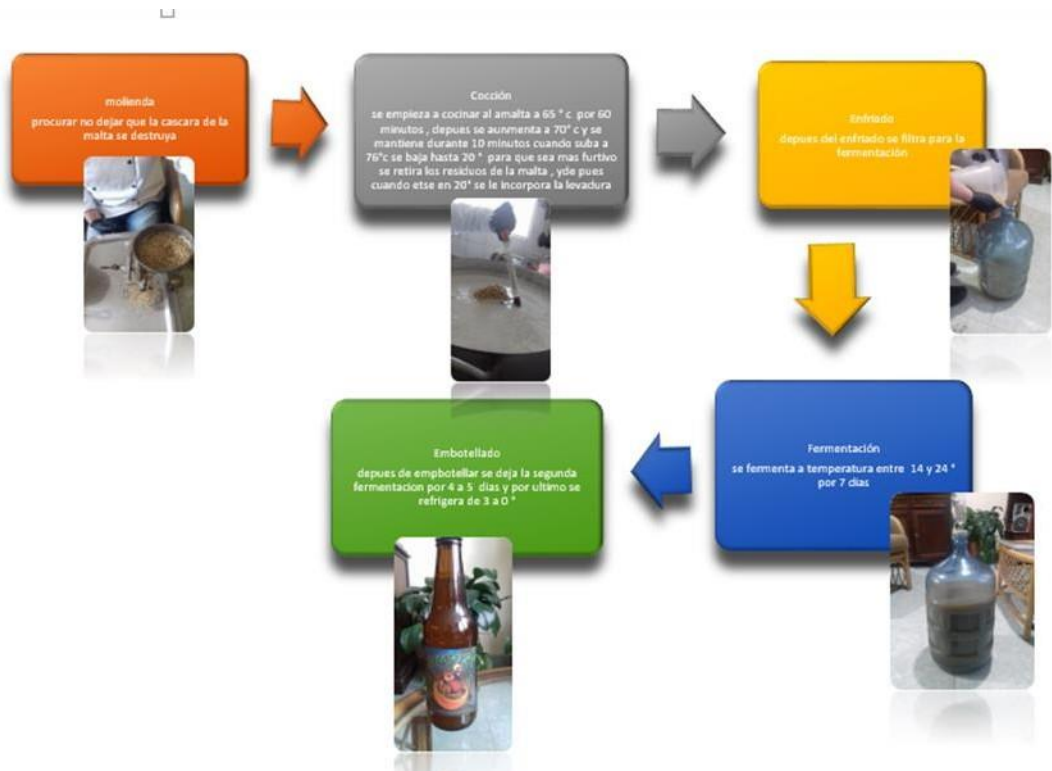 molienda
procurar no dejar que la cascara de la
malta se destruya
Cocción
se empieza a cocinar al amalta a 65 ° c por 60
minutos , depues se aunmenta a 70° c y se
mantiene durante 10 minutos cuando suba a
76°c se baja hasta 20 ° para que sea mas furtivo
se retira los residuos de la malta , yde pues
cuando etse en 20° se le incorpora la levadura
Enfriado
depues del enfriado se filtra para la
fermentación
Fermentación
se fermenta a temperatura entre 14 y 24 °
por 7 dias
Embotellado
depues de empbotellar se deja la segunda
fermentacion por 4 a 5 dias y por ultimo se
refrigera de 3 a 0 °